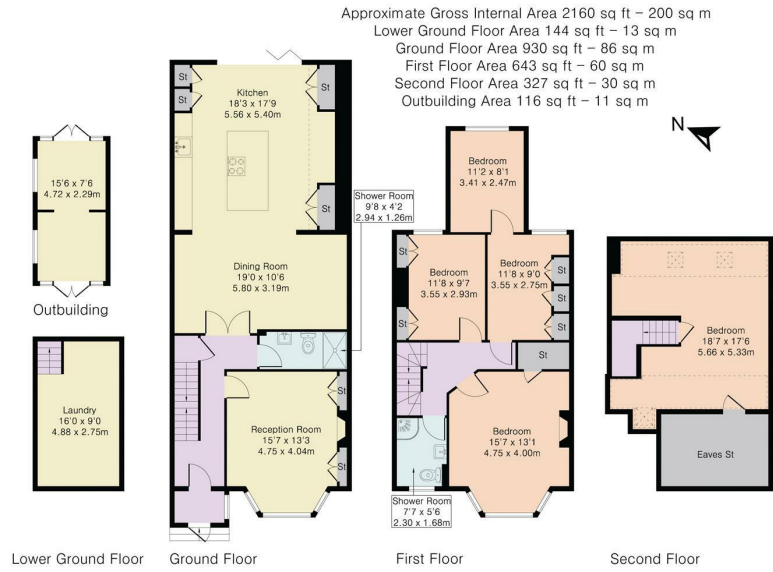 Approximate Gross Internal Area 2160 sq ft - 200 sq m
Lower Ground Floor Area 144 sq ft - 13 sq m
Ground Floor Area 930 sq ft - 86 sq m
First Floor Area 643 sq ft - 60 sq m
Second Floor Area 327 sq ft - 30 sq m
Outbuilding Area 116 sq ft - 11 sq m
N
15'6 x 7'6
4.72 x 2.29m
Outbuilding
Laundry
16'0 x 9'0
4.88 x 2.75m
Lower Ground Floor
St
St
St
Kitchen
18'3 x 17'9
5.56 x 5.40m
St
Dining Room
19'0 x 10'6
5.80 x 3.19m
Shower Room
9'8 x 4'2
2.94 x 1.26m
St
Reception Room
15'7 x 13'3
4.75 x 4.04m
St
Ground Floor
Bedroom
11'2 x 8'1
3.41 x 2.47m
St
Bedroom
11'8 x 9'7
3.55 x 2.93m
St
Bedroom
11'8 x 9'0
3.55 x 2.75m
St
St
St
St
Bedroom
15'7 x 13'1
4.75 x 4.00m
Shower Room
7'7 x 5'6
2.30 x 1.68m
First Floor
Bedroom
18'7 x 17'6
5.66 x 5.33m
Eaves St
Second Floor